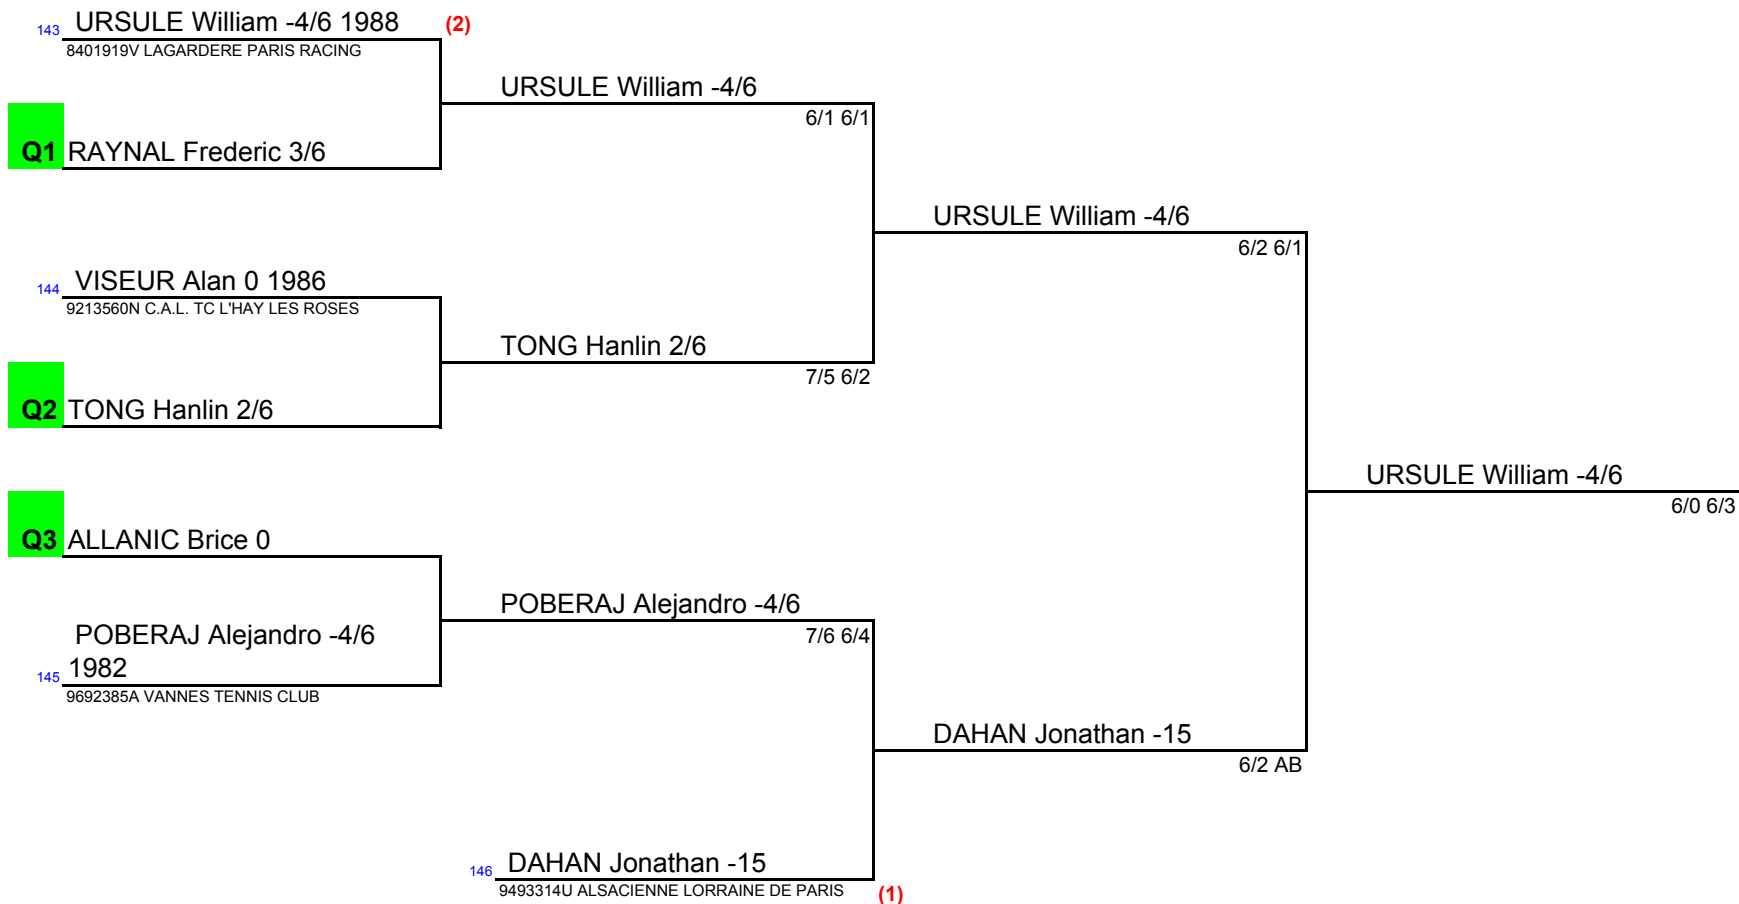 143 URSULE William -4/6 1988 (2)
8401919V LAGARDERE PARIS RACING
URSULE William -4/6
6/1 6/1
Q1 RAYNAL Frederic 3/6
URSULE William -4/6
6/2 6/1
144 VISEUR Alan 0 1986
9213560N C.A.L. TC L'HAY LES ROSES
TONG Hanlin 2/6
7/5 6/2
Q2 TONG Hanlin 2/6
URSULE William -4/6
6/0 6/3
Q3 ALLANIC Brice 0
POBERAJ Alejandro -4/6
7/6 6/4
POBERAJ Alejandro -4/6
145 1982
9692385A VANNES TENNIS CLUB
DAHAN Jonathan -15
6/2 AB
146 DAHAN Jonathan -15
9493314U ALSACIENNE LORRAINE DE PARIS (1)